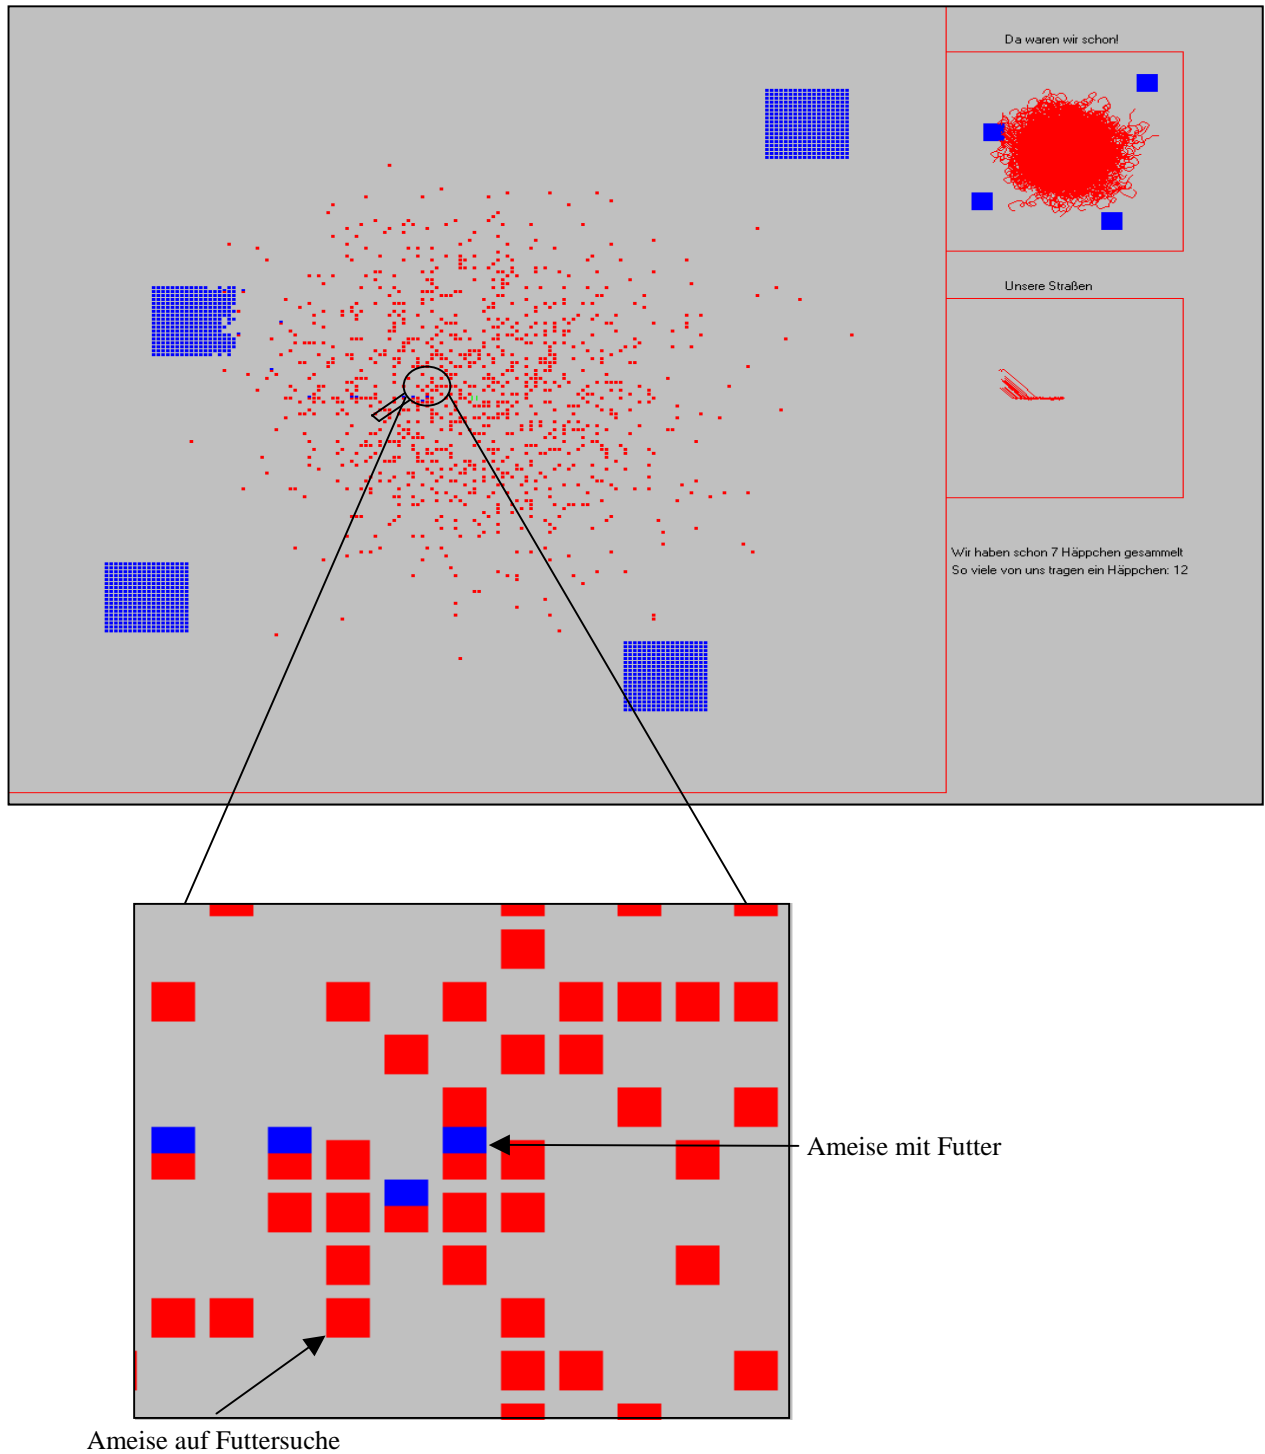 Da waren wir schon!
Unsere Straßen
Wir haben schon 7 Häppchen gesammelt
So viele von uns tragen ein Häppchen: 12
Ameise mit Futter
Ameise auf Futtersuche